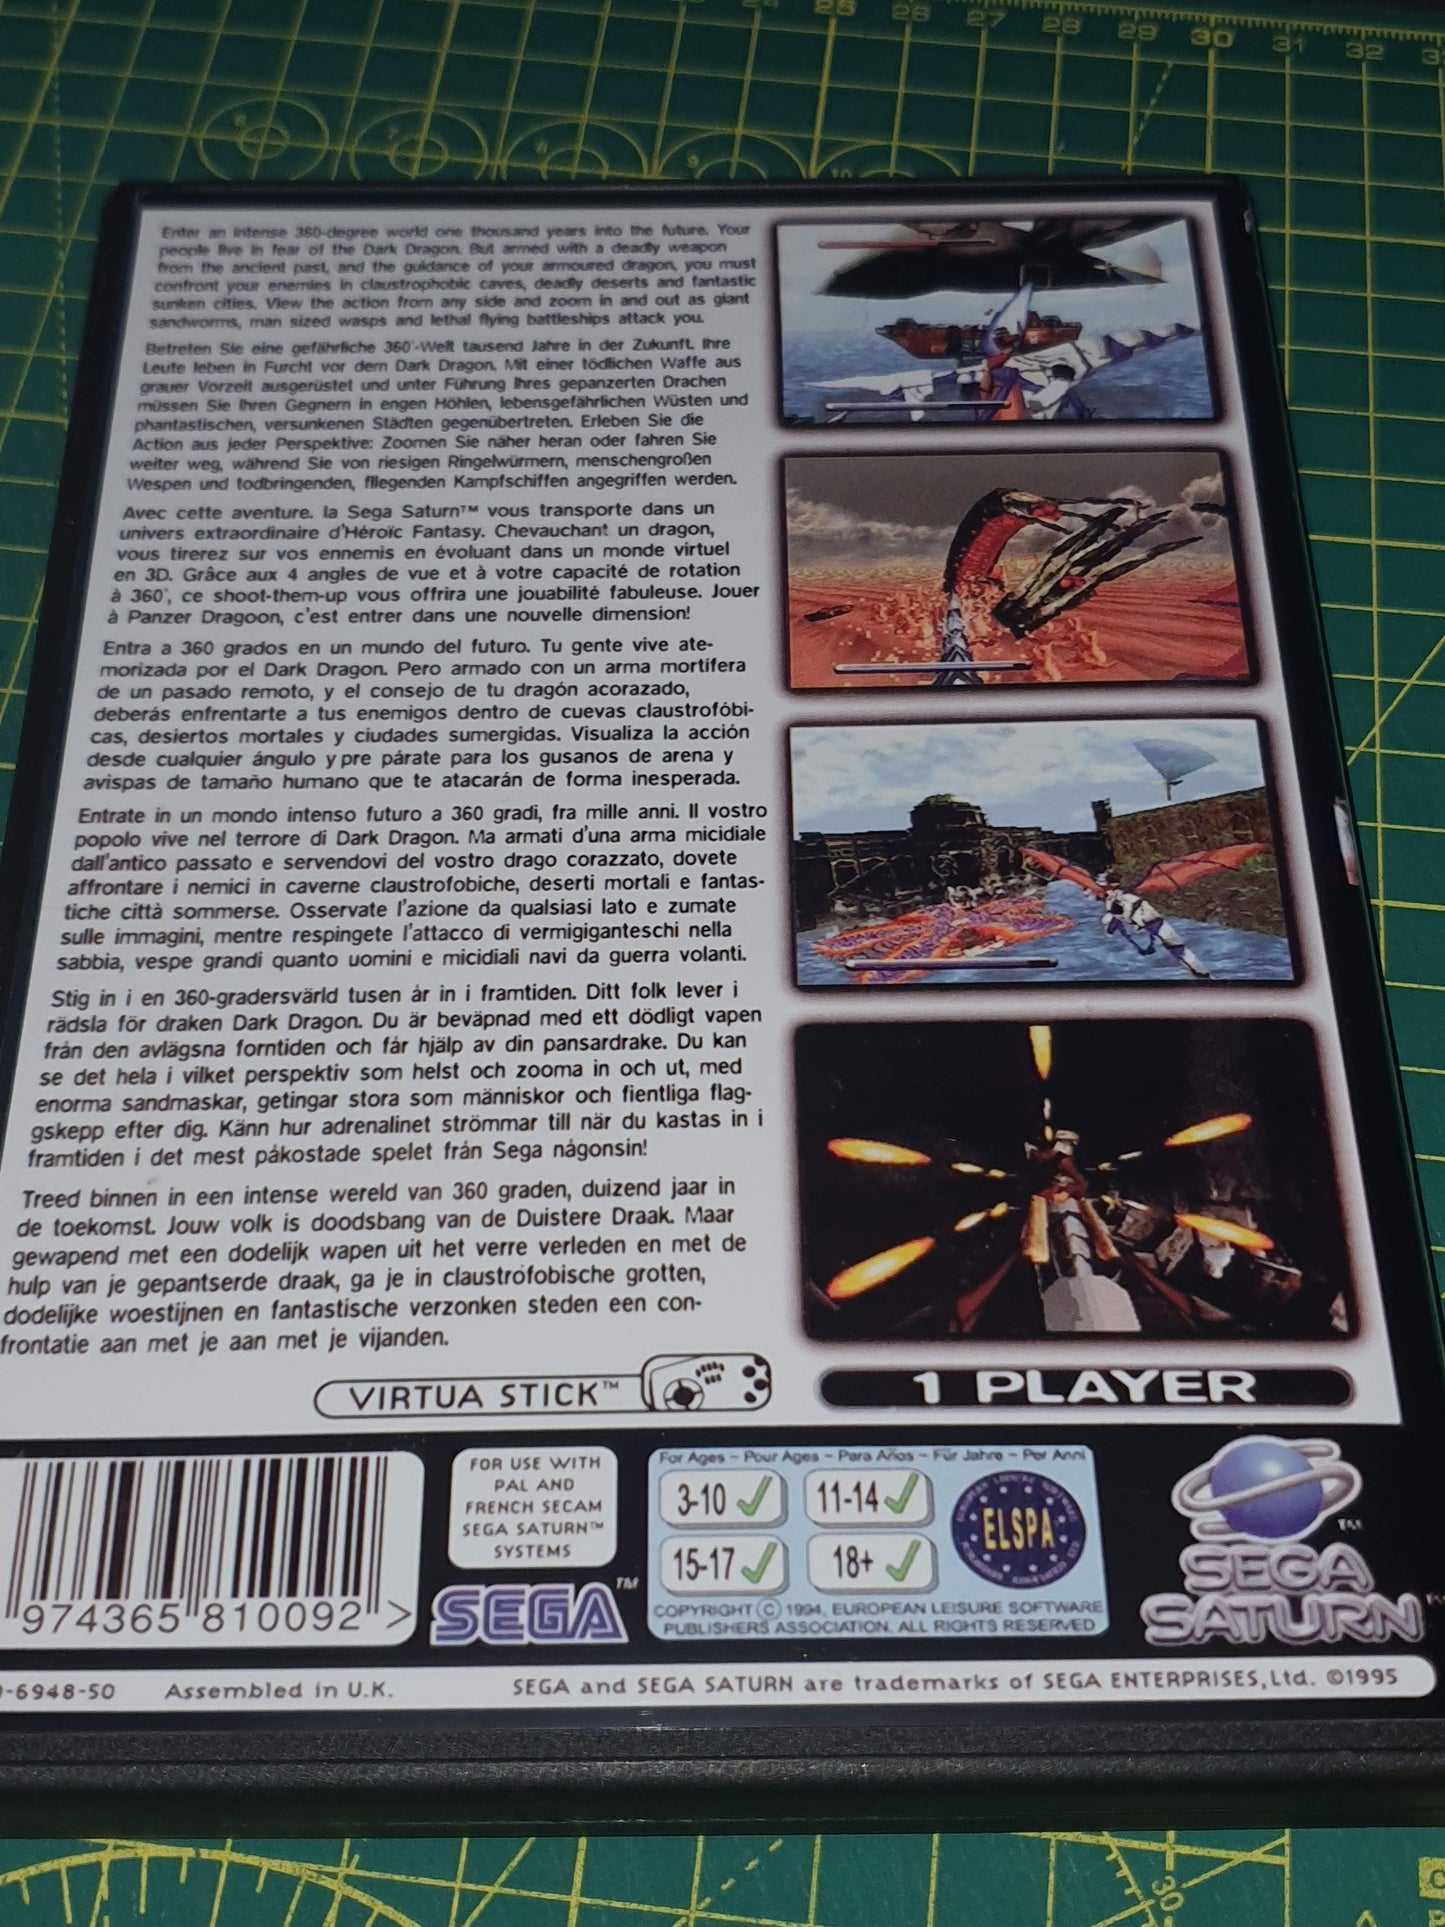 24 25 26 27 28 29 30 31 32
Enter an intense 360-degree world one thousand years into the future. Your
people live in fear of the Dark Dragon. But armed with a deadly weapon
from the ancient past, and the guidance of your armoured dragon, you must
confront your enemies in claustrophobic caves, deadly deserts and fantastic
sunken cities. View the action from any side and zoom in and out as giant
sandworms, man sized wasps and lethal flying battleships attack you.
Betreten Sie eine gefährliche 360°-Welt tausend Jahre in der Zukunft. Ihre
Leute leben in Furcht vor dem Dark Dragon. Mit einer tödlichen Waffe aus
grauer Vorzeit ausgerüstet und unter Führung Ihres gepanzerten Drachen
müssen Sie Ihren Gegnern in engen Höhlen, lebensgefährlichen Wüsten und
phantastischen, versunkenen Städten gegenübertreten. Erleben Sie die
Action aus jeder Perspektive: Zoomen Sie näher heran oder fahren Sie
weiter weg, während Sie von riesigen Ringelwürmern, menschengroßen
Wespen und todbringenden, fliegenden Kampfschiffen angegriffen werden.
Avec cette aventure. la Sega Saturn™ vous transporte dans un
univers extraordinaire d'Héroïc Fantasy. Chevauchant un dragon,
vous tirerez sur vos ennemis en évoluant dans un monde virtuel
en 3D. Grâce aux 4 angles de vue et à votre capacité de rotation
à 360°, ce shoot-them-up vous offrira une jouabilité fabuleuse. Jouer
à Panzer Dragoon, c'est entrer dans une nouvelle dimension!
Entra a 360 grados en un mundo del futuro. Tu gente vive ate-
morizada por el Dark Dragon. Pero armado con un arma mortífera
de un pasado remoto, y el consejo de tu dragón acorazado,
deberás enfrentarte a tus enemigos dentro de cuevas claustrofóbi-
cas, desiertos mortales y ciudades sumergidas. Visualiza la acción
desde cualquier ángulo y pre párate para los gusanos de arena y
avispas de tamaño humano que te atacarán de forma inesperada.
Entrate in un mondo intenso futuro a 360 gradi, fra mille anni. Il vostro
popolo vive nel terrore di Dark Dragon. Ma armati d'una arma micidiale
dall'antico passato e servendovi del vostro drago corazzato, dovete
affrontare i nemici in caverne claustrofobiche, deserti mortali e fantas-
tiche città sommerse. Osservate l'azione da qualsiasi lato e zumate
sulle immagini, mentre respingete l'attacco di vermigiganteschi nella
sabbia, vespe grandi quanto uomini e micidiali navi da guerra volanti.
Stig in i en 360-gradersvärld tusen år in i framtiden. Ditt folk lever i
rädsla för draken Dark Dragon. Du är beväpnad med ett dödligt vapen
från den avlägsna forntiden och får hjälp av din pansardrake. Du kan
se det hela i vilket perspektiv som helst och zooma in och ut, med
enorma sandmaskar, getingar stora som människor och fientliga flag-
gskepp efter dig. Känn hur adrenalinet strömmar till när du kastas in i
framtiden i det mest påkostade spelet från Sega någonsin!
Treed binnen in een intense wereld van 360 graden, duizend jaar in
de toekomst. Jouw volk is doodsbang van de Duistere Draak. Maar
gewapend met een dodelijk wapen uit het verre verleden en met de
hulp van je gepantserde draak, ga je in claustrofobische grotten,
dodelijke woestijnen en fantastische verzonken steden een con-
frontatie aan met je aan met je vijanden.
VIRTUA STICK™
1 PLAYER
FOR USE WITH
PAL AND
FRENCH SECAM
SEGA SATURN™
SYSTEMS
SEGA™
For Ages – Pour Ages – Para Años – Für Jahre – Per Anni
3-10 11-14
15-17 18+
ELSPA
COPYRIGHT © 1994, EUROPEAN LEISURE SOFTWARE
PUBLISHERS ASSOCIATION. ALL RIGHTS RESERVED
SEGA
SATURN™
974365 810092 >
-6948-50 Assembled in U.K. SEGA and SEGA SATURN are trademarks of SEGA ENTERPRISES, Ltd. ©1995
30